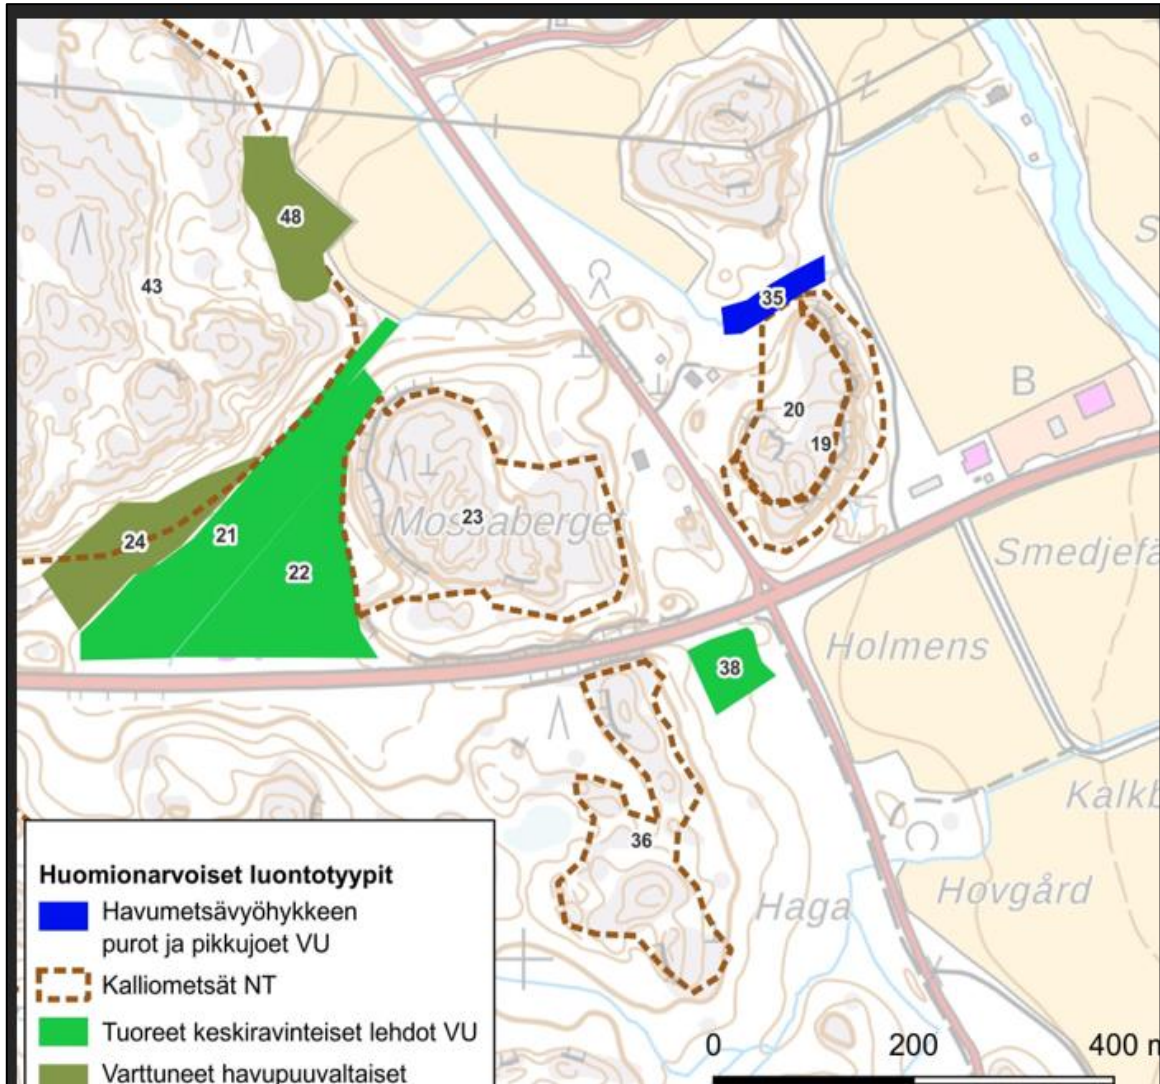 48
43
35
B
20
19
Mossaberget
23
24
21
22
Smedjefä
Holmens
38
Kalkb
36
Hovgård
Haga
Huomionarvoiset luontotyypit
Havumetsävyöhykkeen
purot ja pikkujoet VU
Kalliometsät NT
Tuoreet keskiravinteiset lehdot VU
Varttuneet havupuuvaltaiset
0 200 400 m